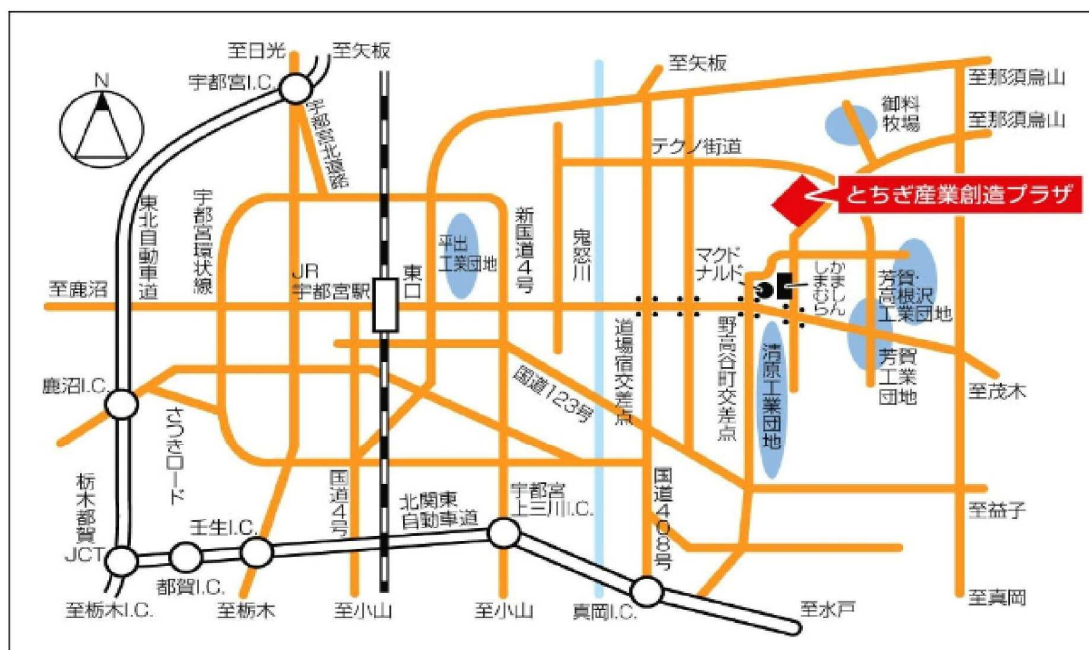 至日光
至矢板
宇都宮I.C.
N
宇都宮北道路
至矢板
至那須烏山
御料
牧場
至那須烏山
テクノ街道
とちぎ産業創造プラザ
東北自動車道
宇都宮環状線
平出
工業団地
新国道4号
鬼怒川
マクド
ナルド
かましん
しまむら
芳賀・
高根沢
工業団地
至鹿沼
JR
宇都宮駅
東口
道場宿交差点
野高谷町交差点
清原工業団地
芳賀
工業
団地
至茂木
鹿沼I.C.
さつきロード
国道123号
栃木都賀
JCT
壬生I.C.
都賀I.C.
国道4号
北関東
自動車道
宇都宮
上三川I.C.
国道408号
至益子
至栃木I.C.
至栃木
至小山
至小山
真岡I.C.
至水戸
至真岡